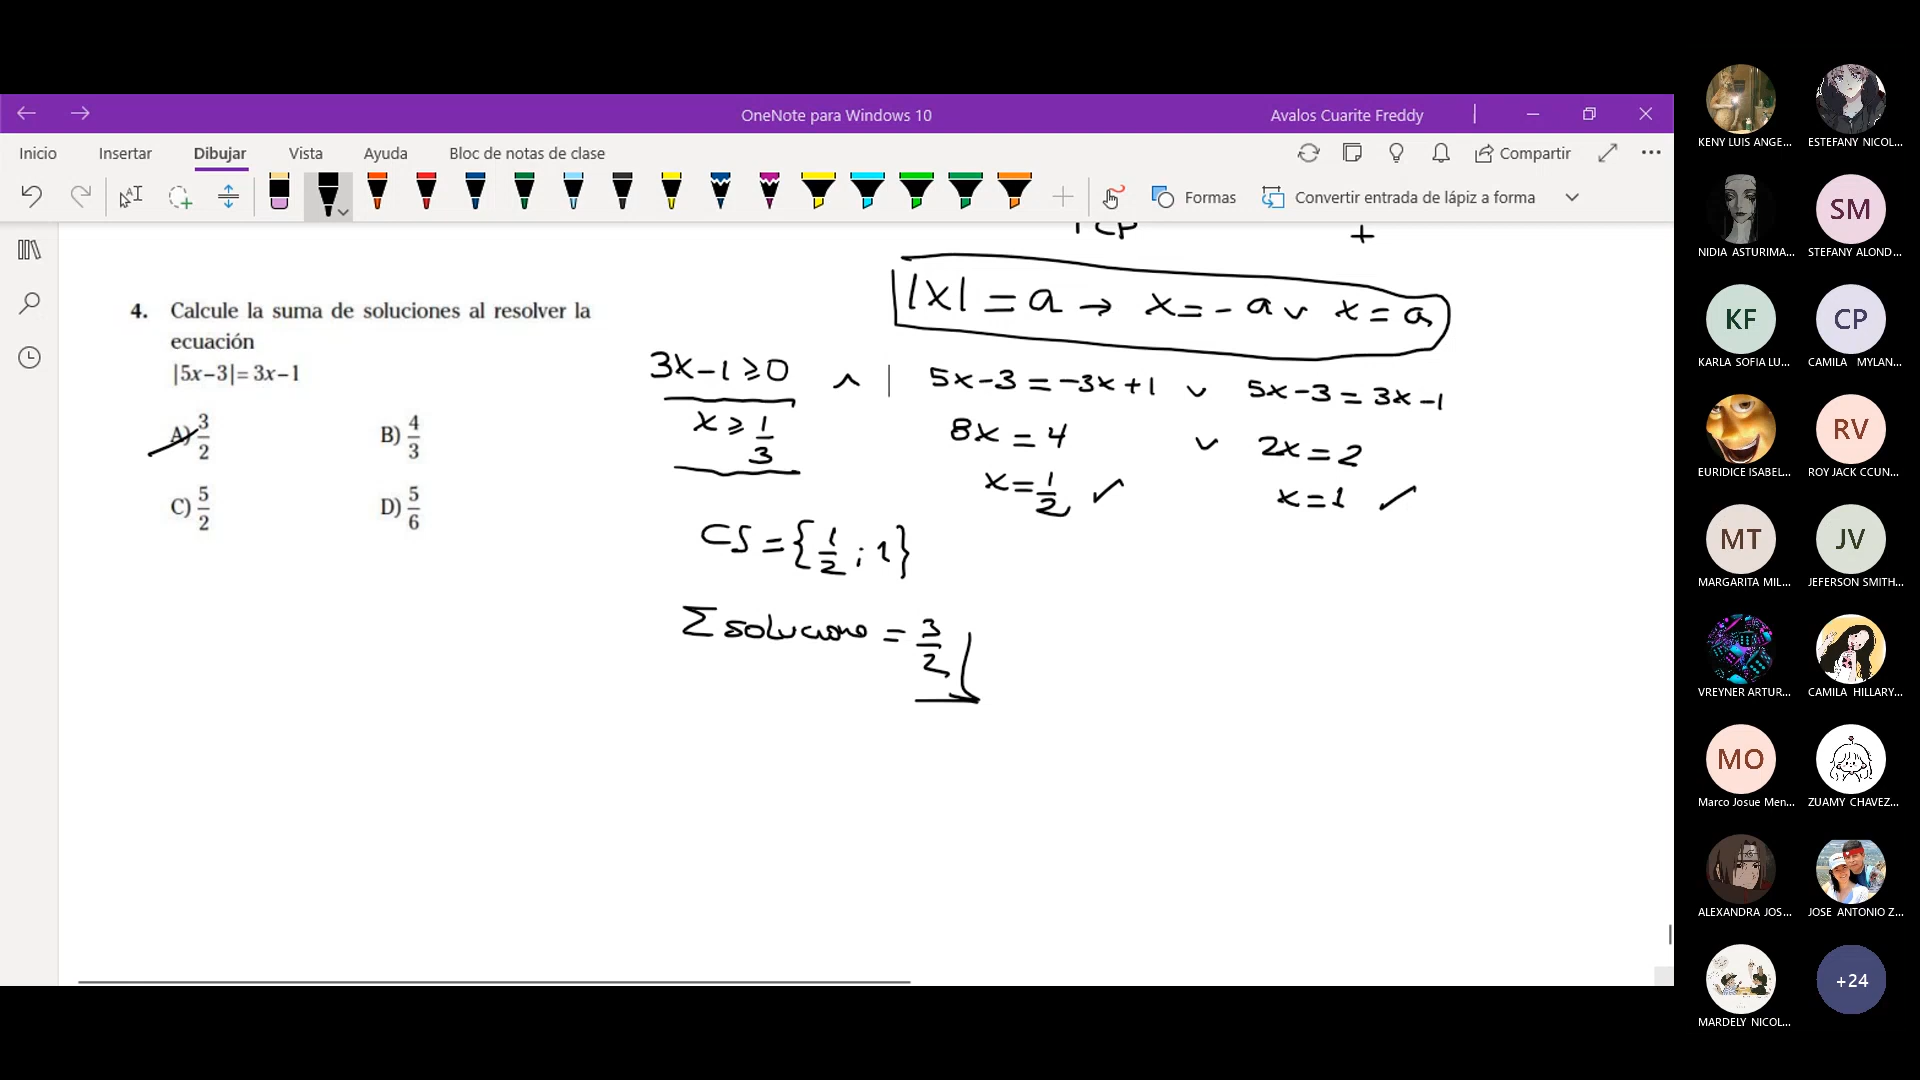 OneNote para Windows 10
Avalos Cuarite Freddy
Inicio
Insertar
Dibujar
Vista
Ayuda
Bloc de notas de clase
Compartir
Formas
Convertir entrada de lápiz a forma
+
|x| = a → x = - a ∨ x = a
4. Calcule la suma de soluciones al resolver la
ecuación
|5x−3|= 3x−1
A) 3/2 B) 4/3
C) 5/2 D) 5/6
3x-1 ≥ 0 ∧ | 5x-3 = -3x+1 ∨ 5x-3 = 3x-1
x ≥ 1/3 8x = 4 ∨ 2x = 2
x = 1/2 ✓ x = 1 ✓
CS = {1/2 ; 1}
Σ = 3/2
KENY LUIS ANGE...
ESTEFANY NICOL...
NIDIA ASTURIMA...
SM
STEFANY ALOND...
KF
KARLA SOFIA LU...
CP
CAMILA MYLAN...
EURIDICE ISABEL...
RV
ROY JACK CCUN...
MT
MARGARITA MIL...
JV
JEFERSON SMITH...
VREYNER ARTUR...
CAMILA HILLARY...
MO
Marco Josue Men...
ZUAMY CHAVEZ...
ALEXANDRA JOS...
JOSE ANTONIO Z...
MARDELY NICOL...
+24